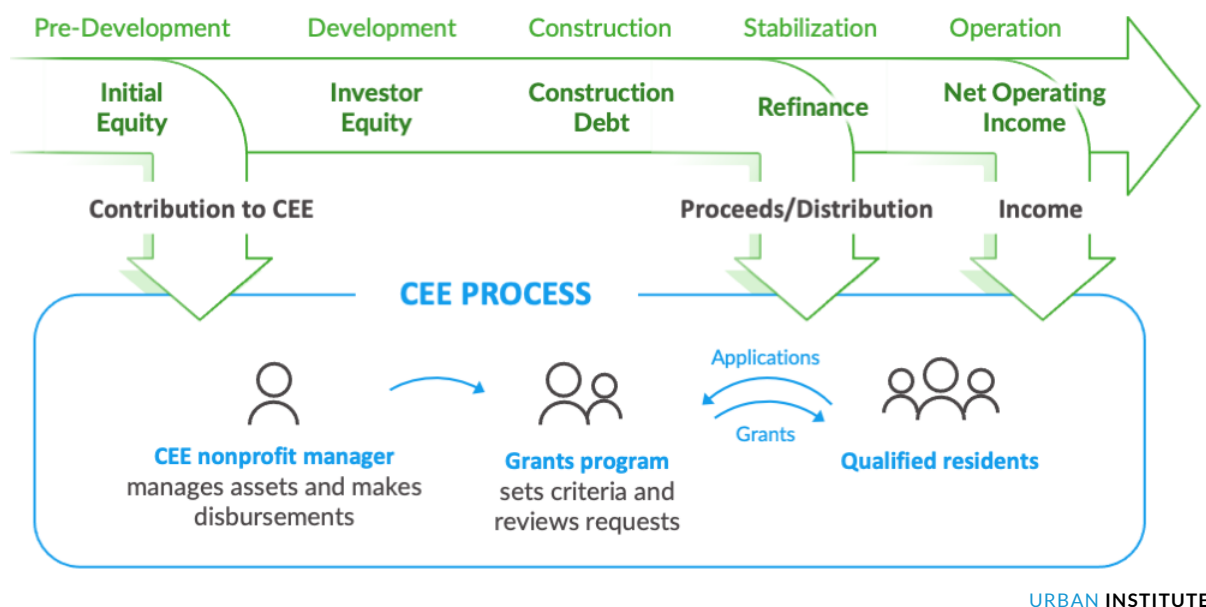 Pre-Development Development Construction Stabilization Operation
Initial Equity
Investor Equity
Construction Debt
Refinance
Net Operating Income
Contribution to CEE
Proceeds/Distribution
Income
CEE PROCESS
Applications
Grants
CEE nonprofit manager
manages assets and makes
disbursements
Grants program
sets criteria and
reviews requests
Qualified residents
URBAN INSTITUTE